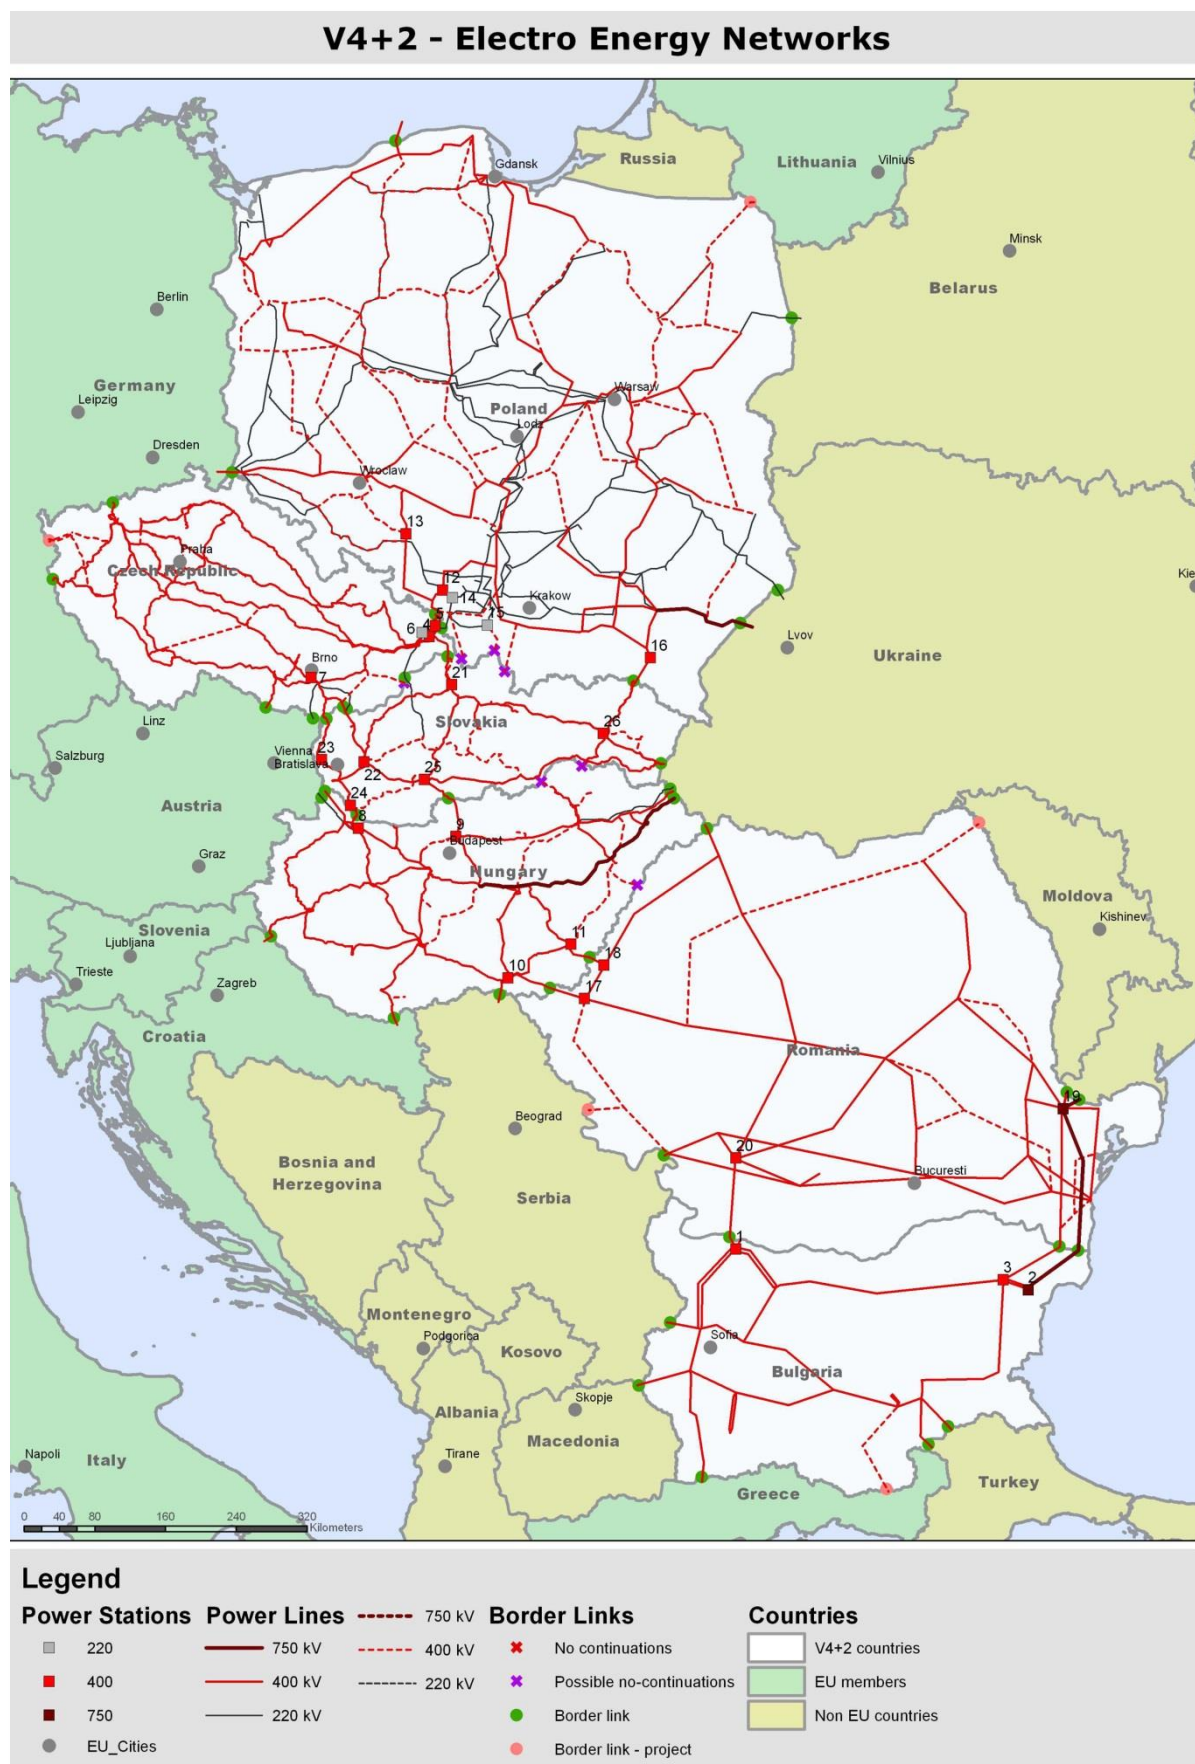 V4+2 - Electro Energy Networks
Russia
Lithuania
Vilnius
Gdansk
Minsk
Belarus
Berlin
Germany
Leipzig
Warsaw
Poland
Lodz
Dresden
Wroclaw
13
Praha
Czech Republic
12
14
Krakow
5
15
4
6
Lvov
Kie
Ukraine
16
Brno
7
21
Slovakia
26
Linz
Salzburg
Vienna
23
Bratislava
22
25
24
Austria
8
9
Budapest
Hungary
Graz
Moldova
Kishinev
Slovenia
Ljubljana
11
18
10
17
Trieste
Zagreb
Croatia
Romania
19
Beograd
20
Bosnia and
Herzegovina
Serbia
Bucuresti
1
3
2
Montenegro
Podgorica
Kosovo
Sofia
Bulgaria
Albania
Skopje
Macedonia
Napoli
Italy
Tirane
Greece
Turkey
0 40 80 160 240 320
Kilometers
Legend
Power Stations Power Lines 750 kV Border Links Countries
220 750 kV 400 kV No continuations V4+2 countries
400 400 kV 220 kV Possible no-continuations EU members
750 220 kV Border link Non EU countries
EU_Cities Border link - project